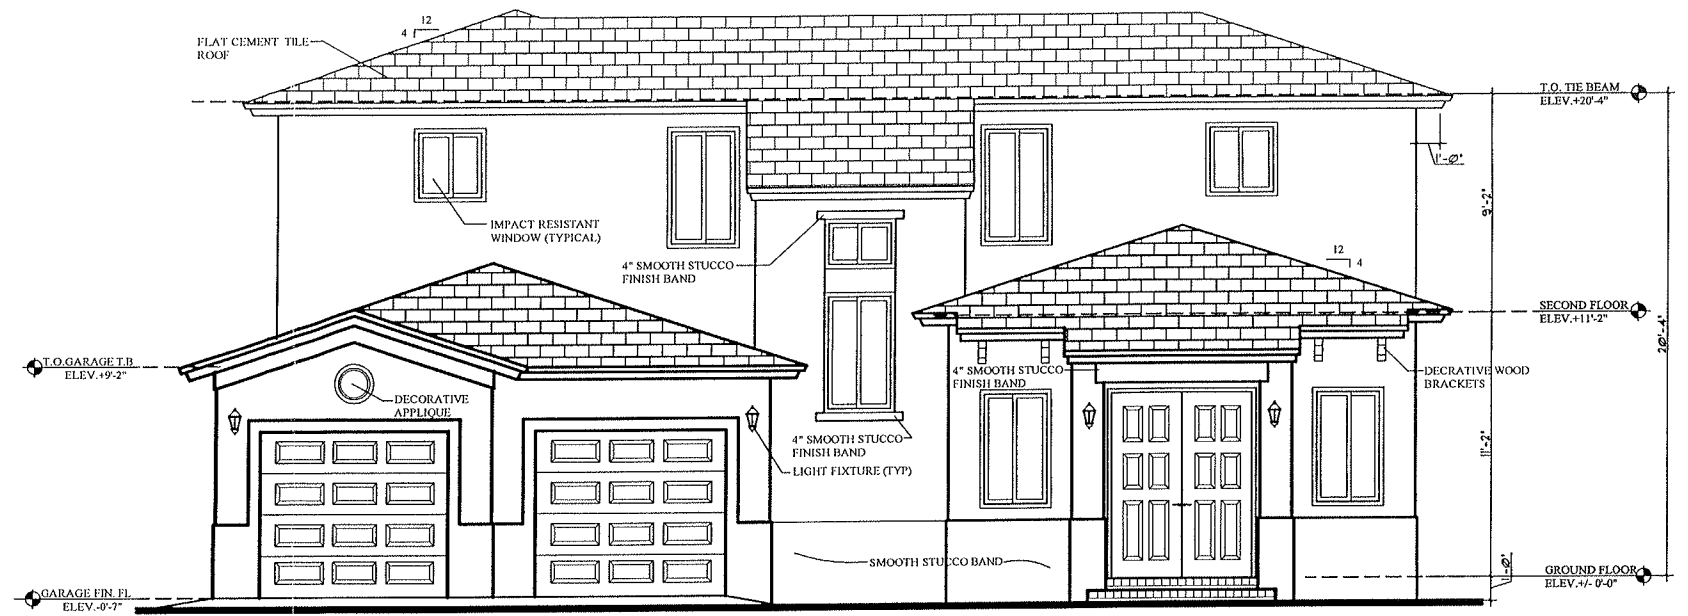 12
4
FLAT CEMENT TILE
ROOF
T.O. TIE BEAM
ELEV.+20'-4"
1'-Ø"
9'-2"
IMPACT RESISTANT
WINDOW (TYPICAL)
4" SMOOTH STUCCO
FINISH BAND
12
4
SECOND FLOOR
ELEV.+11'-2"
2Ø'-4"
T.O.GARAGE T.B
ELEV.+9'-2"
4" SMOOTH STUCCO
FINISH BAND
DECRATIVE WOOD
BRACKETS
DECORATIVE
APPLIQUE
4" SMOOTH STUCCO
FINISH BAND
11'-2"
LIGHT FIXTURE (TYP)
SMOOTH STUCCO BAND
1'-Ø"
GROUND FLOOR
ELEV.+/- 0'-0"
GARAGE FIN. FL
ELEV.-0'-7"